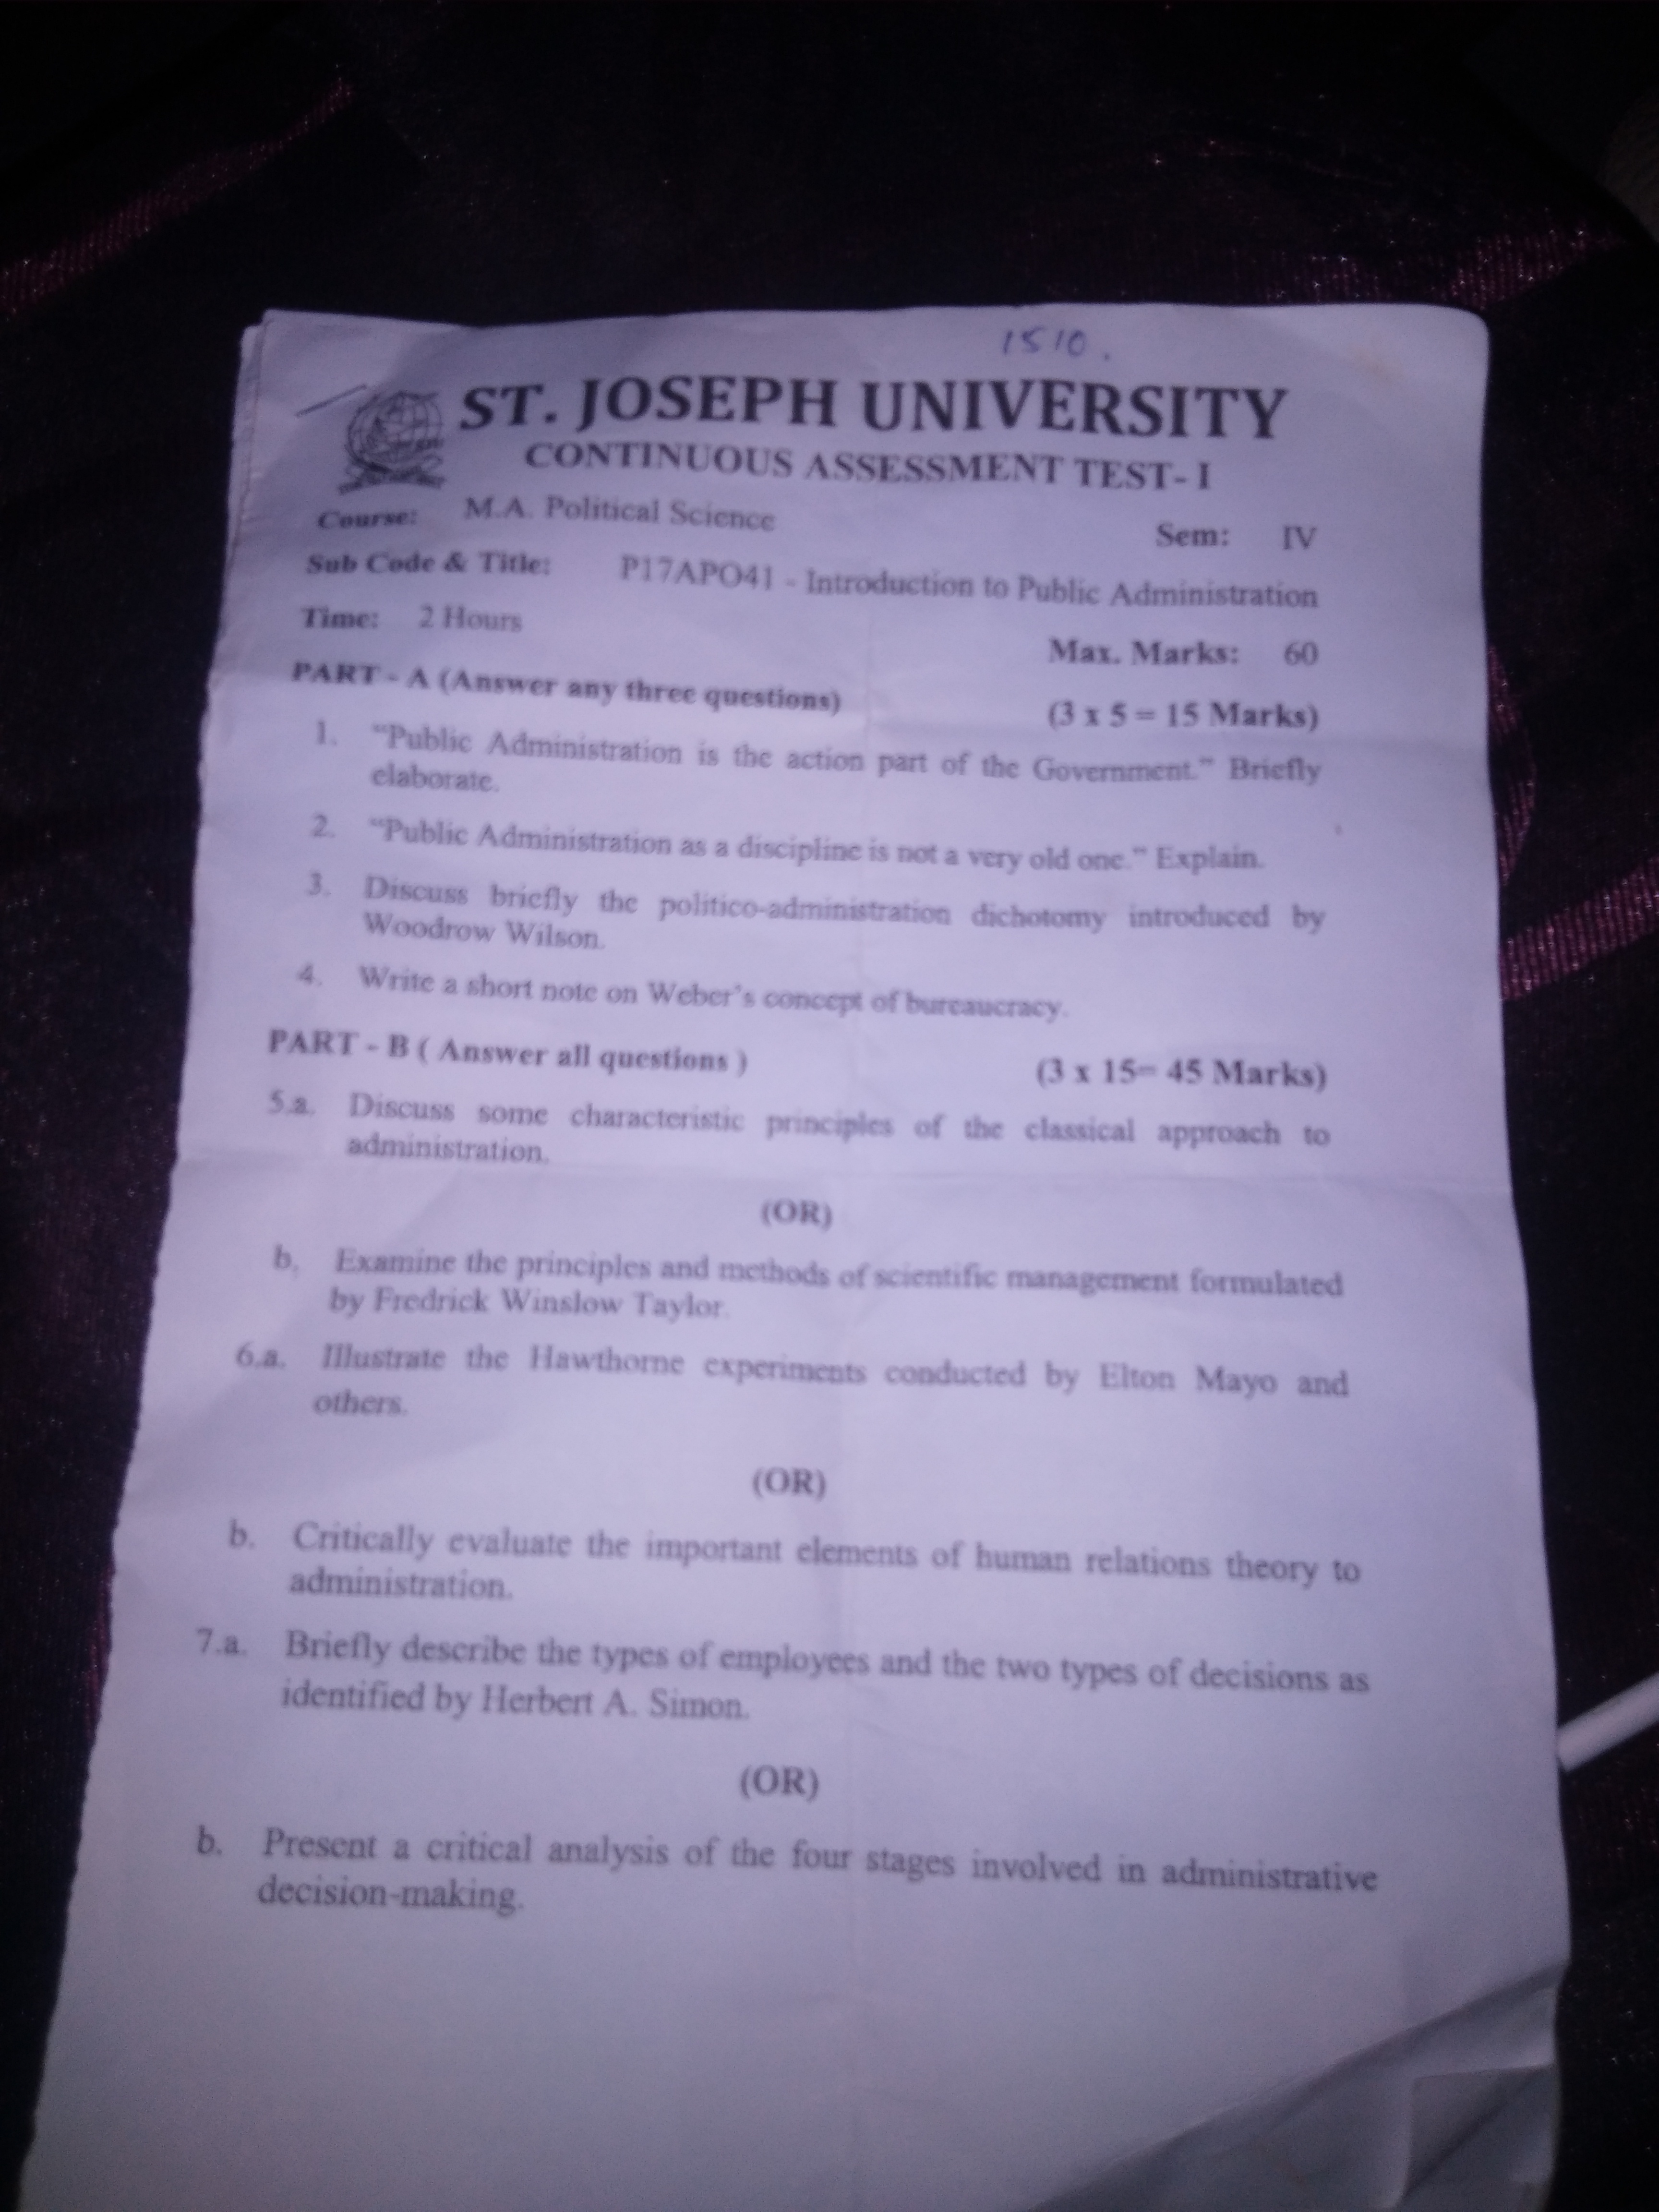 1510.
ST. JOSEPH UNIVERSITY
CONTINUOUS ASSESSMENT TEST- I
Course: M.A. Political Science Sem: IV
Sub Code & Title: P17APO41 - Introduction to Public Administration
Time: 2 Hours Max. Marks: 60
PART - A (Answer any three questions) (3 x 5 = 15 Marks)
1. "Public Administration is the action part of the Government." Briefly
elaborate.
2. "Public Administration as a discipline is not a very old one." Explain.
3. Discuss briefly the politico-administration dichotomy introduced by
Woodrow Wilson.
4. Write a short note on Weber's concept of bureaucracy.
PART - B ( Answer all questions ) (3 x 15= 45 Marks)
5.a. Discuss some characteristic principles of the classical approach to
administration.
(OR)
b. Examine the principles and methods of scientific management formulated
by Fredrick Winslow Taylor.
6.a. Illustrate the Hawthorne experiments conducted by Elton Mayo and
others.
(OR)
b. Critically evaluate the important elements of human relations theory to
administration.
7.a. Briefly describe the types of employees and the two types of decisions as
identified by Herbert A. Simon.
(OR)
b. Present a critical analysis of the four stages involved in administrative
decision-making.